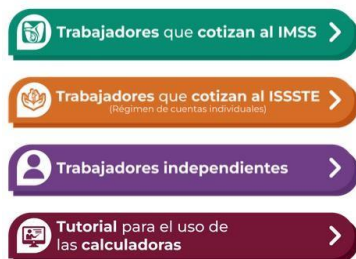 Trabajadores que cotizan al IMSS
Trabajadores que cotizan al ISSSTE
(Régimen de cuentas individuales)
Trabajadores independientes
Tutorial para el uso de
las calculadoras